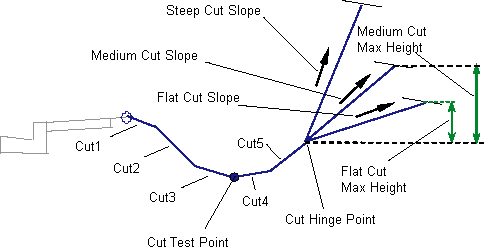 Steep Cut Slope
Medium Cut
Max Height
Medium Cut Slope
Flat Cut Slope
Cut1
Cut5
Cut2
Flat Cut
Max Height
Cut3
Cut4
Cut Hinge Point
Cut Test Point